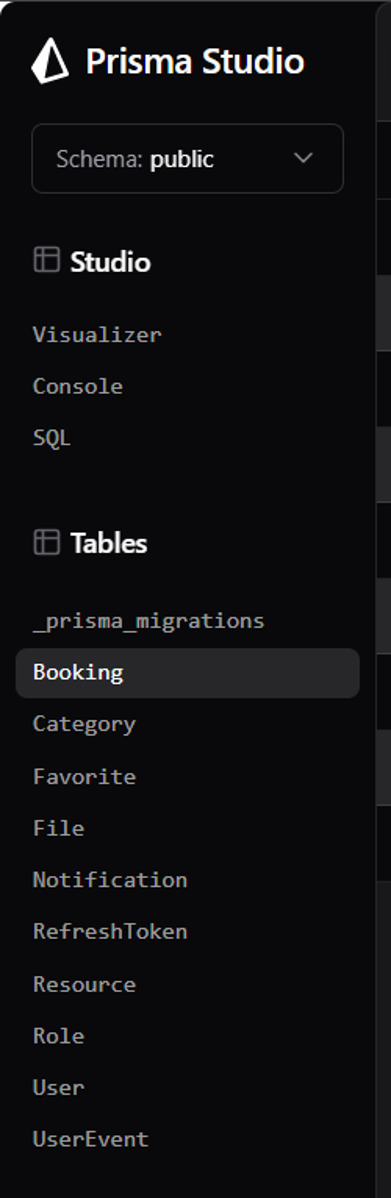 Prisma Studio
Schema: public
Studio
Visualizer
Console
SQL
Tables
_prisma_migrations
Booking
Category
Favorite
File
Notification
RefreshToken
Resource
Role
User
UserEvent